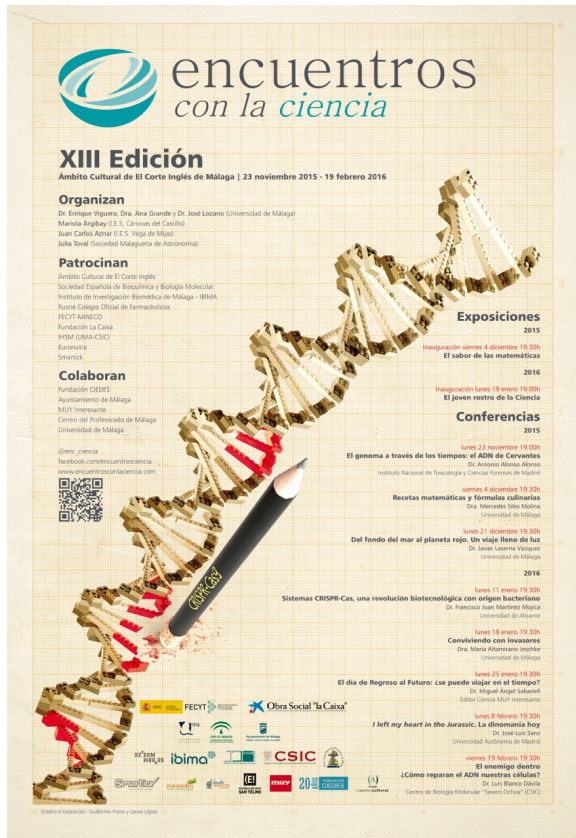 encuentros
con la ciencia
XIII Edición
Ámbito Cultural de El Corte Inglés de Málaga | 23 noviembre 2015 - 19 febrero 2016
Organizan
Dr. Enrique Viguera, Dra. Ana Grande y Dr. José Lozano (Universidad de Málaga)
Mariola Argibay (I.E.S. Cánovas del Castillo)
Juan Carlos Aznar (I.E.S. Vega de Mijas)
Julia Toval (Sociedad Malagueña de Astronomía)
Patrocinan
Ámbito Cultural de El Corte inglés
Sociedad Española de Bioquímica y Biología Molecular
Instituto de Investigación Biomédica de Málaga - IBIMA
Ilustre Colegio Oficial de Farmacéuticos
FECYT-MINECO
Fundación La Caixa
IHSM (UMA-CSIC)
Euronutra
Smartick
Colaboran
Fundación CIEDES
Ayuntamiento de Málaga
MUY Interesante
Centro del Profesorado de Málaga
Universidad de Málaga
@enc_ciencia
facebook.com/encuentrosciencia
www.encuentrosconlaciencia.com
Exposiciones
2015
Inauguración viernes 4 diciembre 19.30h
El sabor de las matemáticas
2016
Inauguración lunes 18 enero 19.00h
El joven rostro de la Ciencia
Conferencias
2015
lunes 23 noviembre 19.00h
El genoma a través de los tiempos: el ADN de Cervantes
Dr. Antonio Alonso Alonso
Instituto Nacional de Toxicología y Ciencias Forenses de Madrid
viernes 4 diciembre 19.30h
Recetas matemáticas y fórmulas culinarias
Dra. Mercedes Siles Molina
Universidad de Málaga
lunes 21 diciembre 19.30h
Del fondo del mar al planeta rojo. Un viaje lleno de luz
Dr. Javier Laserna Vázquez
Universidad de Málaga
2016
lunes 11 enero 19.30h
Sistemas CRISPR-Cas, una revolución biotecnológica con origen bacteriano
Dr. Francisco Juan Martínez Mojica
Universidad de Alicante
lunes 18 enero 19.30h
Conviviendo con invasores
Dra. María Altamirano Jeschke
Universidad de Málaga
lunes 25 enero 19.30h
El día de Regreso al Futuro: ¿se puede viajar en el tiempo?
Dr. Miguel Ángel Sabadell
Editor Ciencia MUY Interesante
lunes 8 febrero 19.30h
I left my heart in the Jurassic. La dinomanía hoy
Dr. José Luis Sanz
Universidad Autónoma de Madrid
viernes 19 febrero 19.30h
El enemigo dentro
¿Cómo reparan el ADN nuestras células?
Dr. Luis Blanco Dávila
Centro de Biología Molecular "Severo Ochoa" (CSIC)
CRISPR-Cas9
FECYT
Obra Social "la Caixa"
Ayuntamiento de Málaga
ibima
CSIC
Smartick
euronutra
ESCUELA DE ARTE
SAN TELMO
muy
20
FUNDACIÓN
CIEDES
Diseño e ilustración: Guillermo Freire y Laura López